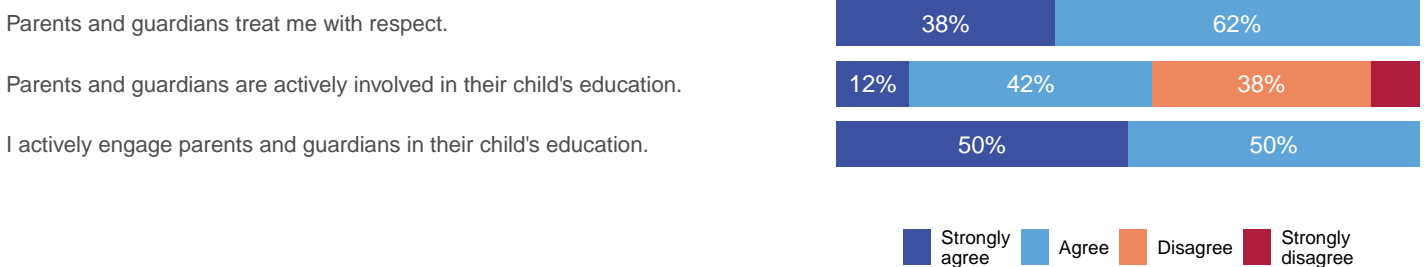 Parents and guardians treat me with respect. 38% 62%
Parents and guardians are actively involved in their child's education. 12% 42% 38%
I actively engage parents and guardians in their child's education. 50% 50%
Strongly agree Agree Disagree Strongly disagree